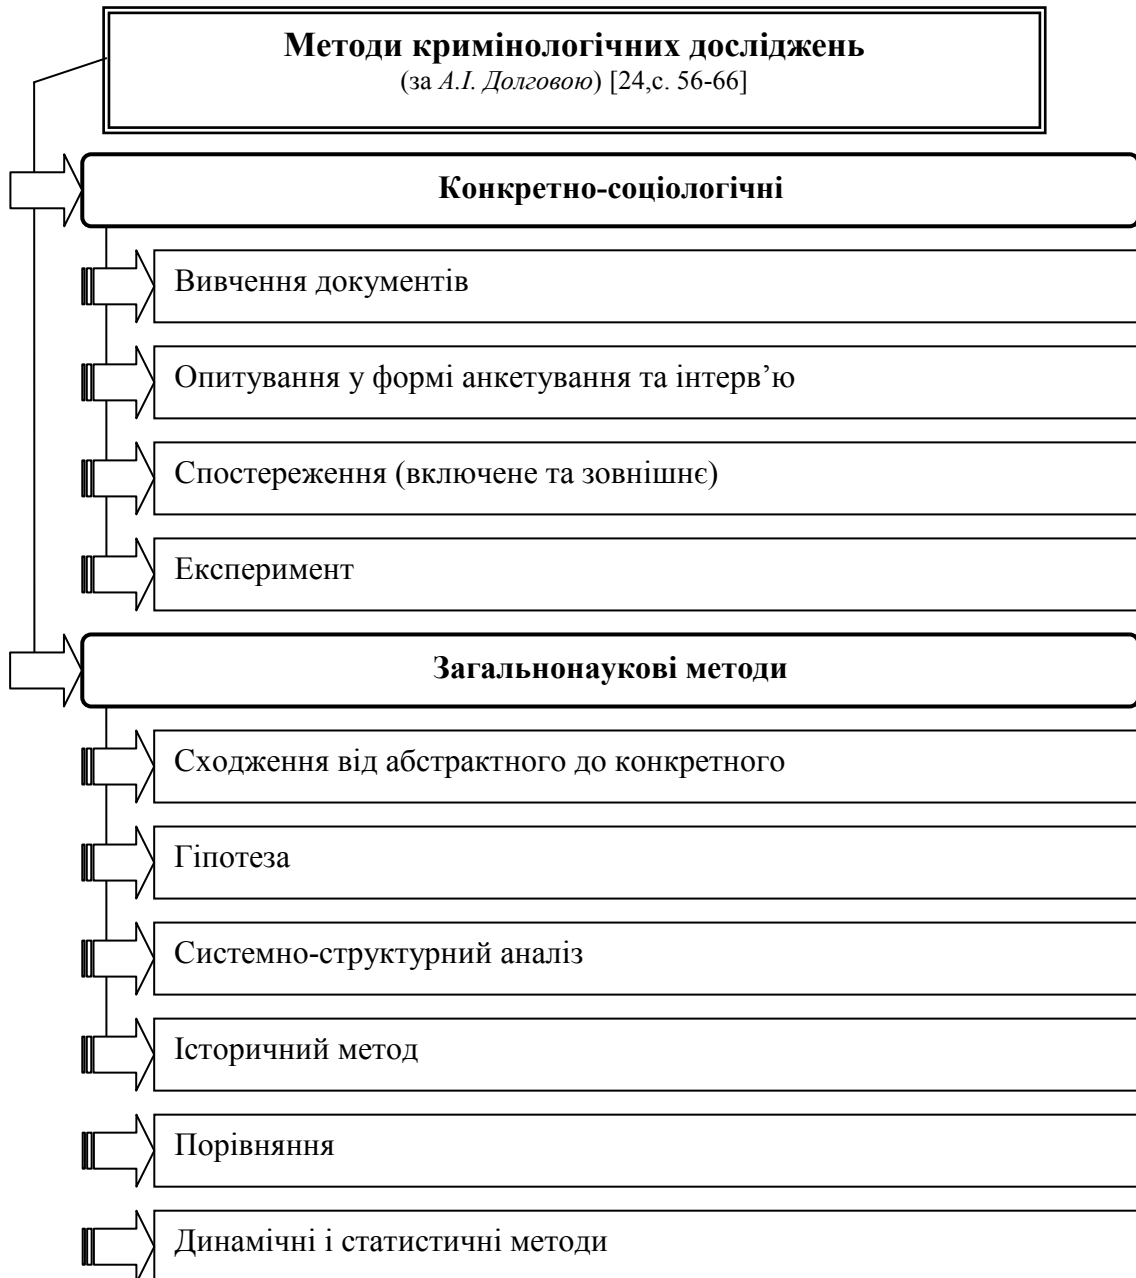 Методи кримінологічних досліджень
(за А.І. Долговою) [24,с. 56-66]
Конкретно-соціологічні
Вивчення документів
Опитування у формі анкетування та інтерв’ю
Спостереження (включене та зовнішнє)
Експеримент
Загальнонаукові методи
Сходження від абстрактного до конкретного
Гіпотеза
Системно-структурний аналіз
Історичний метод
Порівняння
Динамічні і статистичні методи